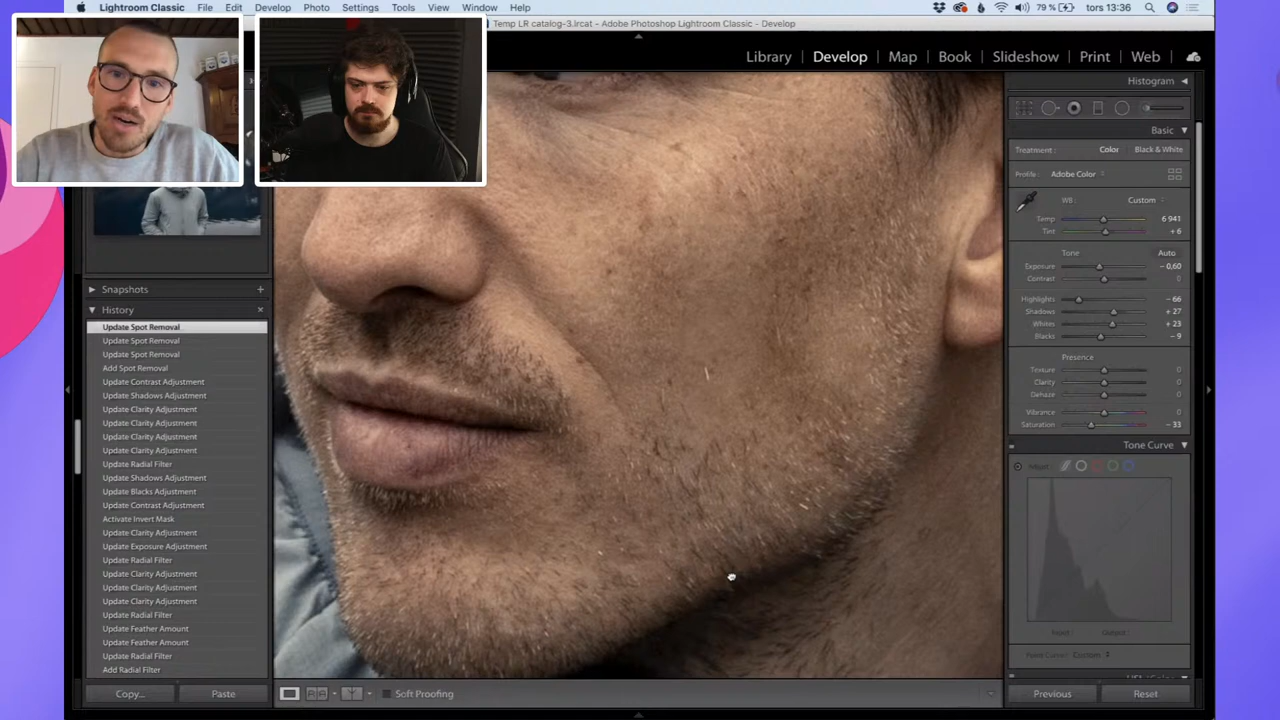 Lightroom Classic File Edit Develop Photo Settings Tools View Window Help 79 % tors 13:36
Temp LR catalog-3.lrcat - Adobe Photoshop Lightroom Classic - Develop
Library Develop Map Book Slideshow Print Web
Histogram
Basic
Treatment: Color Black & White
Profile: Adobe Color
WB: Custom
Temp 6 941
Tint + 6
Tone Auto
Exposure − 0,60
Contrast 0
Highlights − 66
Shadows + 27
Whites + 23
Blacks − 9
Presence
Texture 0
Clarity 0
Dehaze 0
Vibrance 0
Saturation − 33
Tone Curve
Adjust
Input: Output:
Point Curve: Custom
Snapshots
History
Update Spot Removal
Update Spot Removal
Update Spot Removal
Add Spot Removal
Update Contrast Adjustment
Update Shadows Adjustment
Update Clarity Adjustment
Update Clarity Adjustment
Update Clarity Adjustment
Update Clarity Adjustment
Update Radial Filter
Update Shadows Adjustment
Update Blacks Adjustment
Update Contrast Adjustment
Activate Invert Mask
Update Clarity Adjustment
Update Exposure Adjustment
Update Radial Filter
Update Clarity Adjustment
Update Clarity Adjustment
Update Clarity Adjustment
Update Radial Filter
Update Feather Amount
Update Feather Amount
Update Radial Filter
Add Radial Filter
Copy... Paste
Soft Proofing
Previous Reset